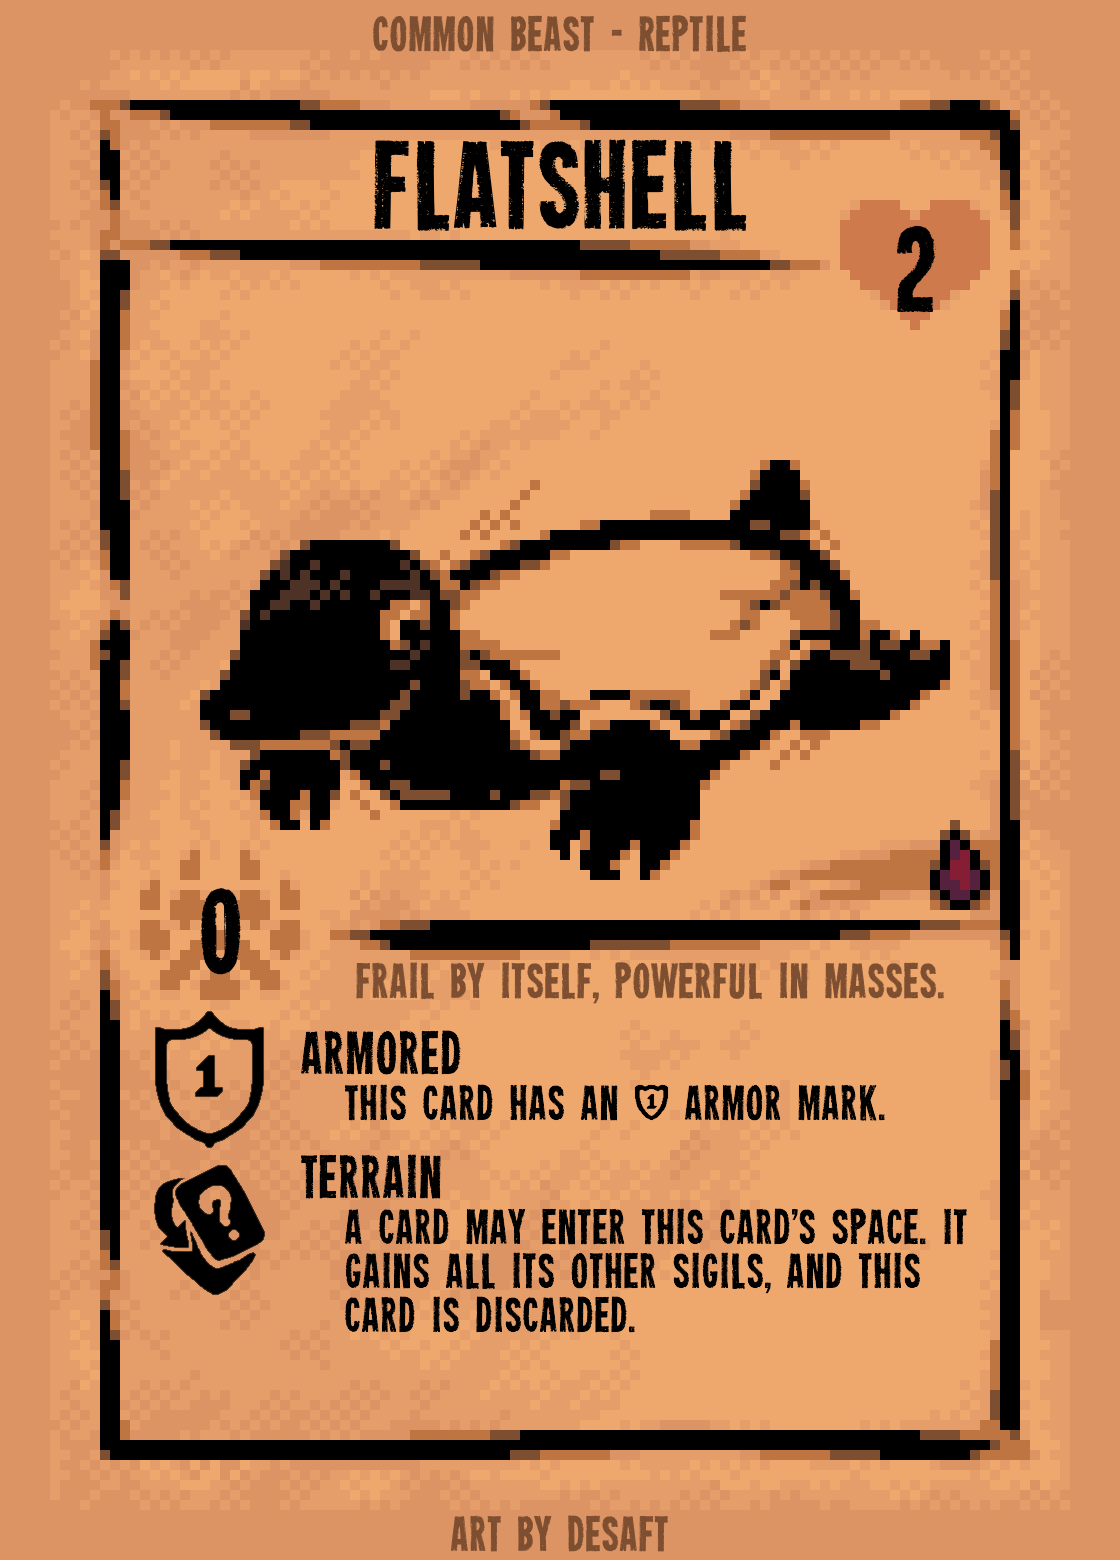 COMMON BEAST - REPTILE
FLATSHELL
2
0
FRAIL BY ITSELF, POWERFUL IN MASSES.
1
ARMORED
THIS CARD HAS AN 1 ARMOR MARK.
?
TERRAIN
A CARD MAY ENTER THIS CARD'S SPACE. IT
GAINS ALL ITS OTHER SIGILS, AND THIS
CARD IS DISCARDED.
ART BY DESAFT